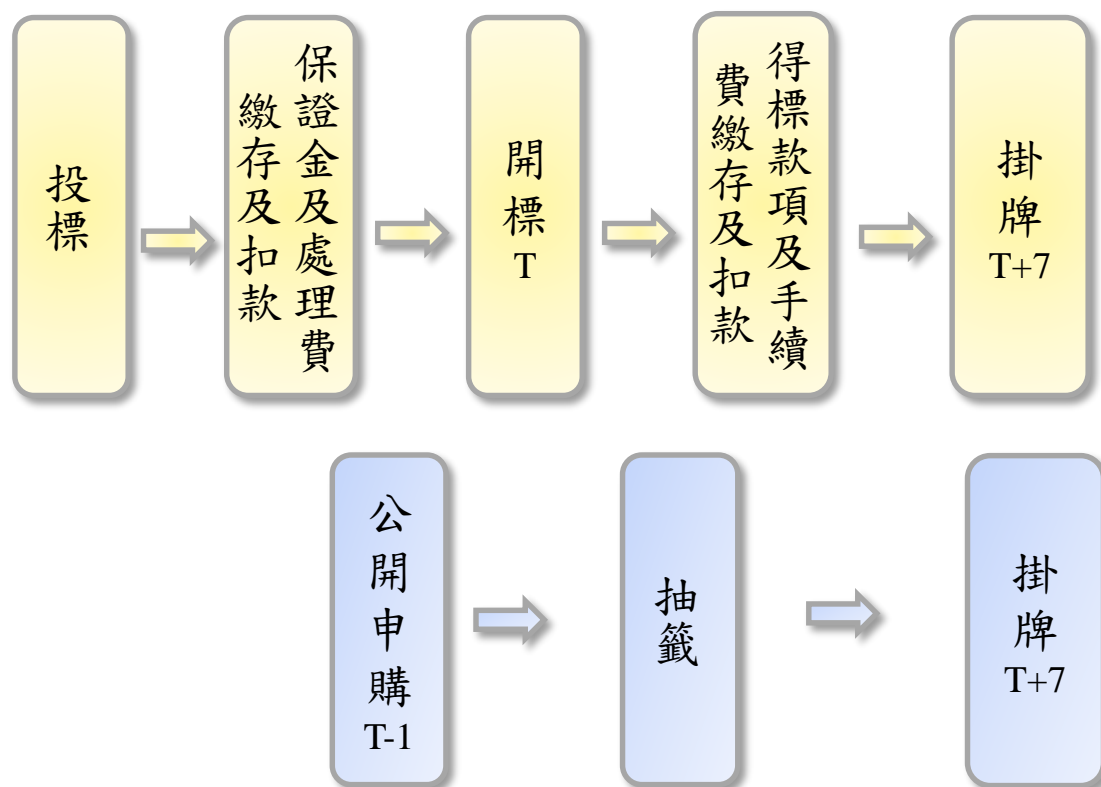 投標
保證金及處理費
繳存及扣款
開標
T
得標款項及手續
費繳存及扣款
掛牌
T+7
公開申購
T-1
抽籤
掛牌
T+7